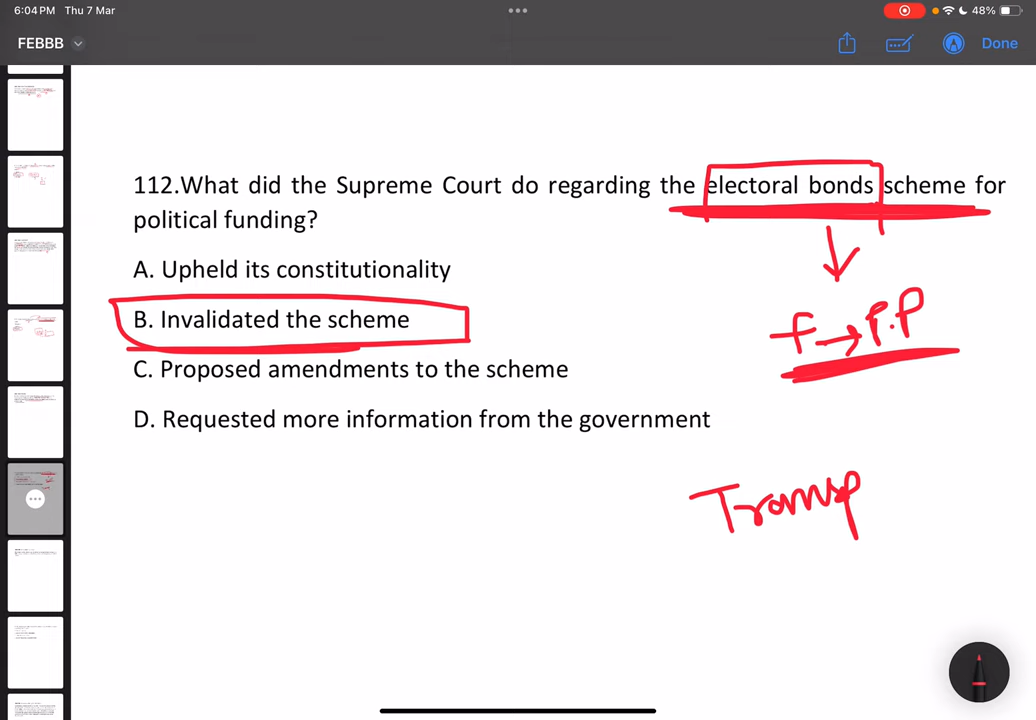 6:04 PM Thu 7 Mar
48%
FEBBB
Done
112.What did the Supreme Court do regarding the electoral bonds scheme for
political funding?
A. Upheld its constitutionality
B. Invalidated the scheme
C. Proposed amendments to the scheme
D. Requested more information from the government
f → P.P
Transp